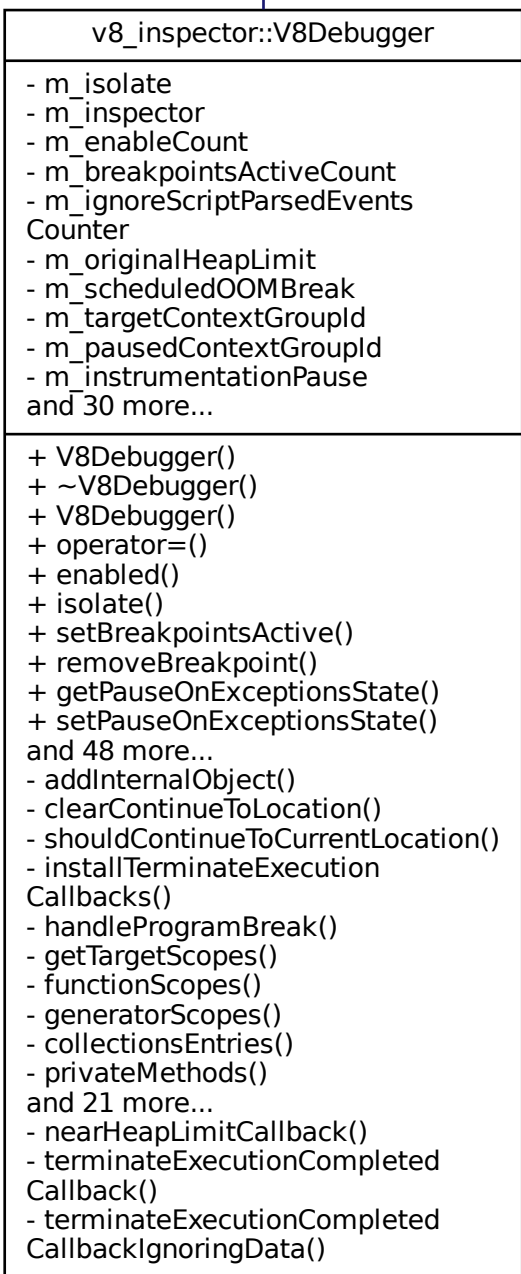 v8_inspector::V8Debugger
- m_isolate
- m_inspector
- m_enableCount
- m_breakpointsActiveCount
- m_ignoreScriptParsedEvents
Counter
- m_originalHeapLimit
- m_scheduledOOMBreak
- m_targetContextGroupId
- m_pausedContextGroupId
- m_instrumentationPause
and 30 more...
+ V8Debugger()
+ ~V8Debugger()
+ V8Debugger()
+ operator=()
+ enabled()
+ isolate()
+ setBreakpointsActive()
+ removeBreakpoint()
+ getPauseOnExceptionsState()
+ setPauseOnExceptionsState()
and 48 more...
- addInternalObject()
- clearContinueToLocation()
- shouldContinueToCurrentLocation()
- installTerminateExecution
Callbacks()
- handleProgramBreak()
- getTargetScopes()
- functionScopes()
- generatorScopes()
- collectionsEntries()
- privateMethods()
and 21 more...
- nearHeapLimitCallback()
- terminateExecutionCompleted
Callback()
- terminateExecutionCompleted
CallbackIgnoringData()